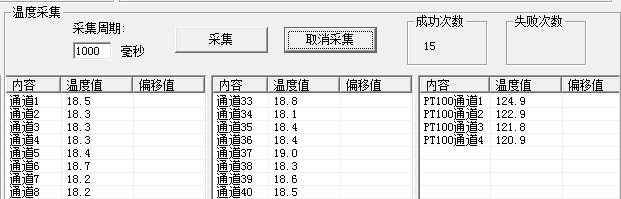 温度采集
采集周期:
1000 毫秒
采集
取消采集
成功次数
15
失败次数
内容 温度值 偏移值
通道1 18.5
通道2 18.3
通道3 18.3
通道4 18.3
通道5 18.4
通道6 18.7
通道7 18.2
通道8 18.2
内容 温度值 偏移值
通道33 18.8
通道34 18.1
通道35 18.4
通道36 18.4
通道37 19.0
通道38 18.3
通道39 18.6
通道40 18.5
内容 温度值 偏移值
PT100通道1 124.9
PT100通道2 122.9
PT100通道3 121.8
PT100通道4 120.9